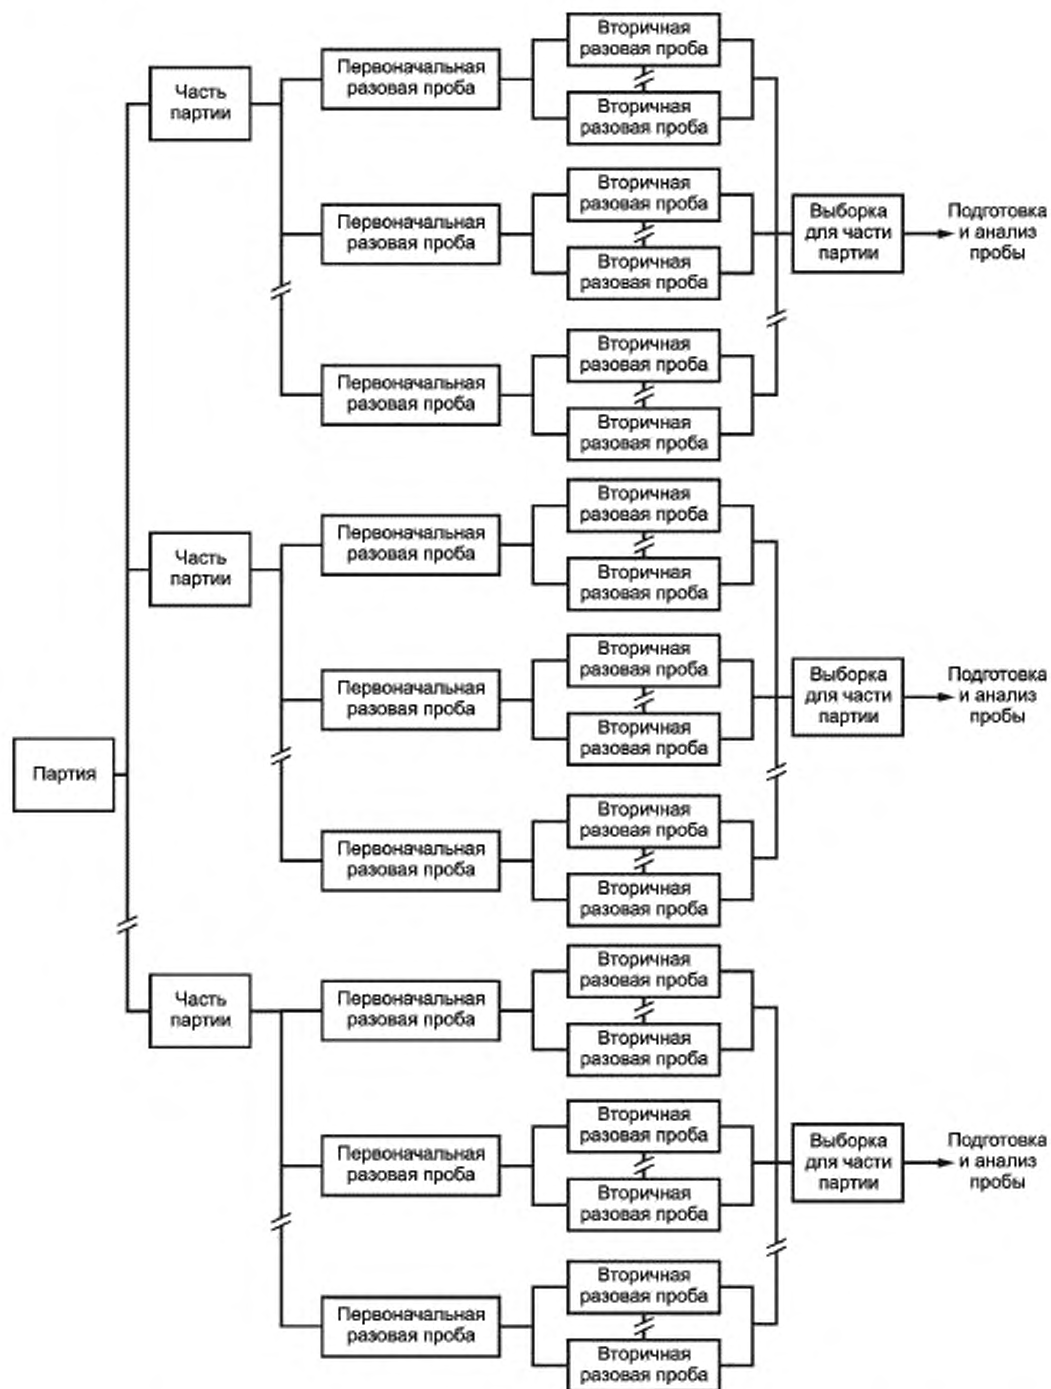 Вторичная
разовая проба
Первоначальная
разовая проба
Часть
партии
Вторичная
разовая проба
Вторичная
разовая проба
Первоначальная
разовая проба
Выборка
для части
партии
Подготовка
и анализ
пробы
Вторичная
разовая проба
Вторичная
разовая проба
Первоначальная
разовая проба
Вторичная
разовая проба
Вторичная
разовая проба
Первоначальная
разовая проба
Часть
партии
Вторичная
разовая проба
Вторичная
разовая проба
Первоначальная
разовая проба
Выборка
для части
партии
Подготовка
и анализ
пробы
Вторичная
разовая проба
Партия
Вторичная
разовая проба
Первоначальная
разовая проба
Вторичная
разовая проба
Вторичная
разовая проба
Часть
партии
Первоначальная
разовая проба
Вторичная
разовая проба
Вторичная
разовая проба
Первоначальная
разовая проба
Выборка
для части
партии
Подготовка
и анализ
пробы
Вторичная
разовая проба
Вторичная
разовая проба
Первоначальная
разовая проба
Вторичная
разовая проба